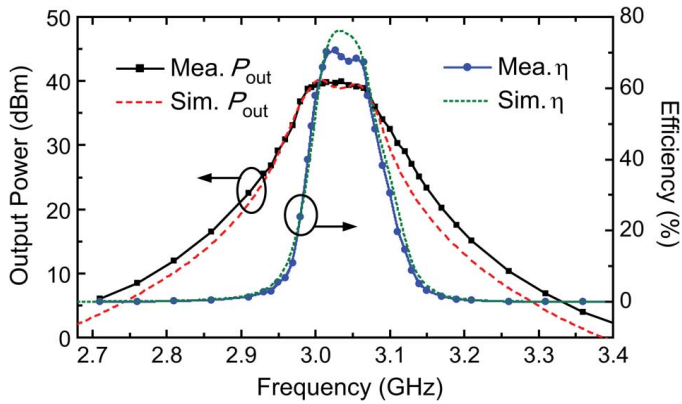 50
40
30
20
10
0
Output Power (dBm)
Mea. Pout
Sim. Pout
Mea. η
Sim. η
80
60
40
20
0
Efficiency (%)
2.7 2.8 2.9 3.0 3.1 3.2 3.3 3.4
Frequency (GHz)